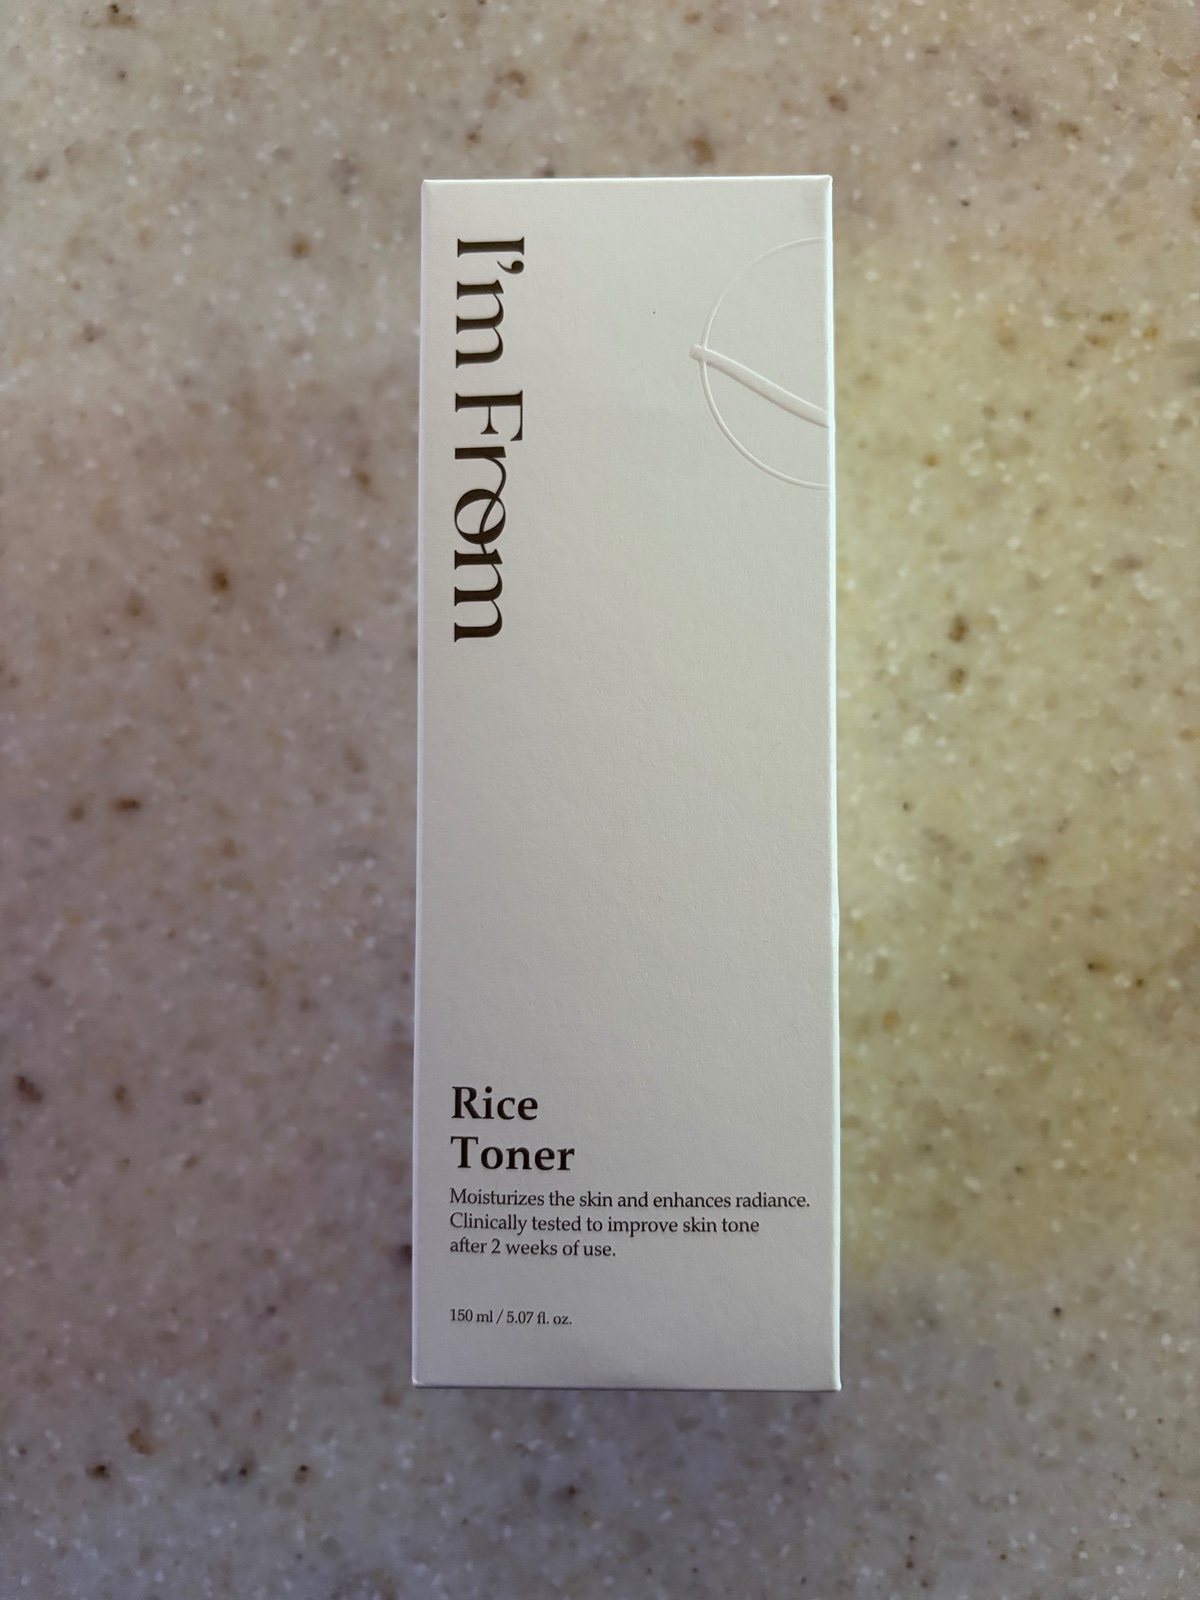 I'm From
Rice
Toner
Moisturizes the skin and enhances radiance.
Clinically tested to improve skin tone
after 2 weeks of use.
150 ml / 5.07 fl. oz.